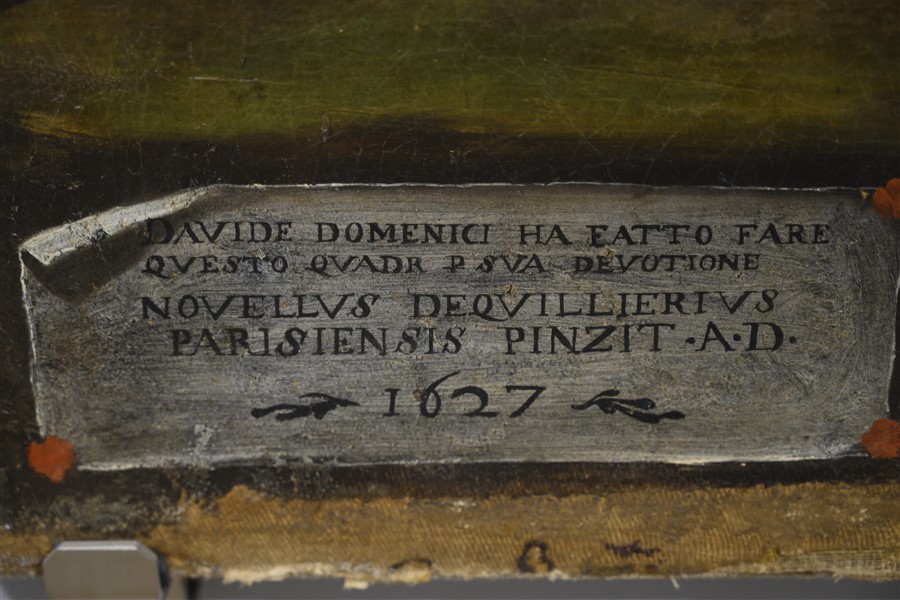 DAVIDE DOMENICI HA FATTO FARE
QVESTO QVADR P SVA DEVOTIONE
NOVELLVS DEQVILLIERIVS
PARISIENSIS PINZIT ·A·D·
1627